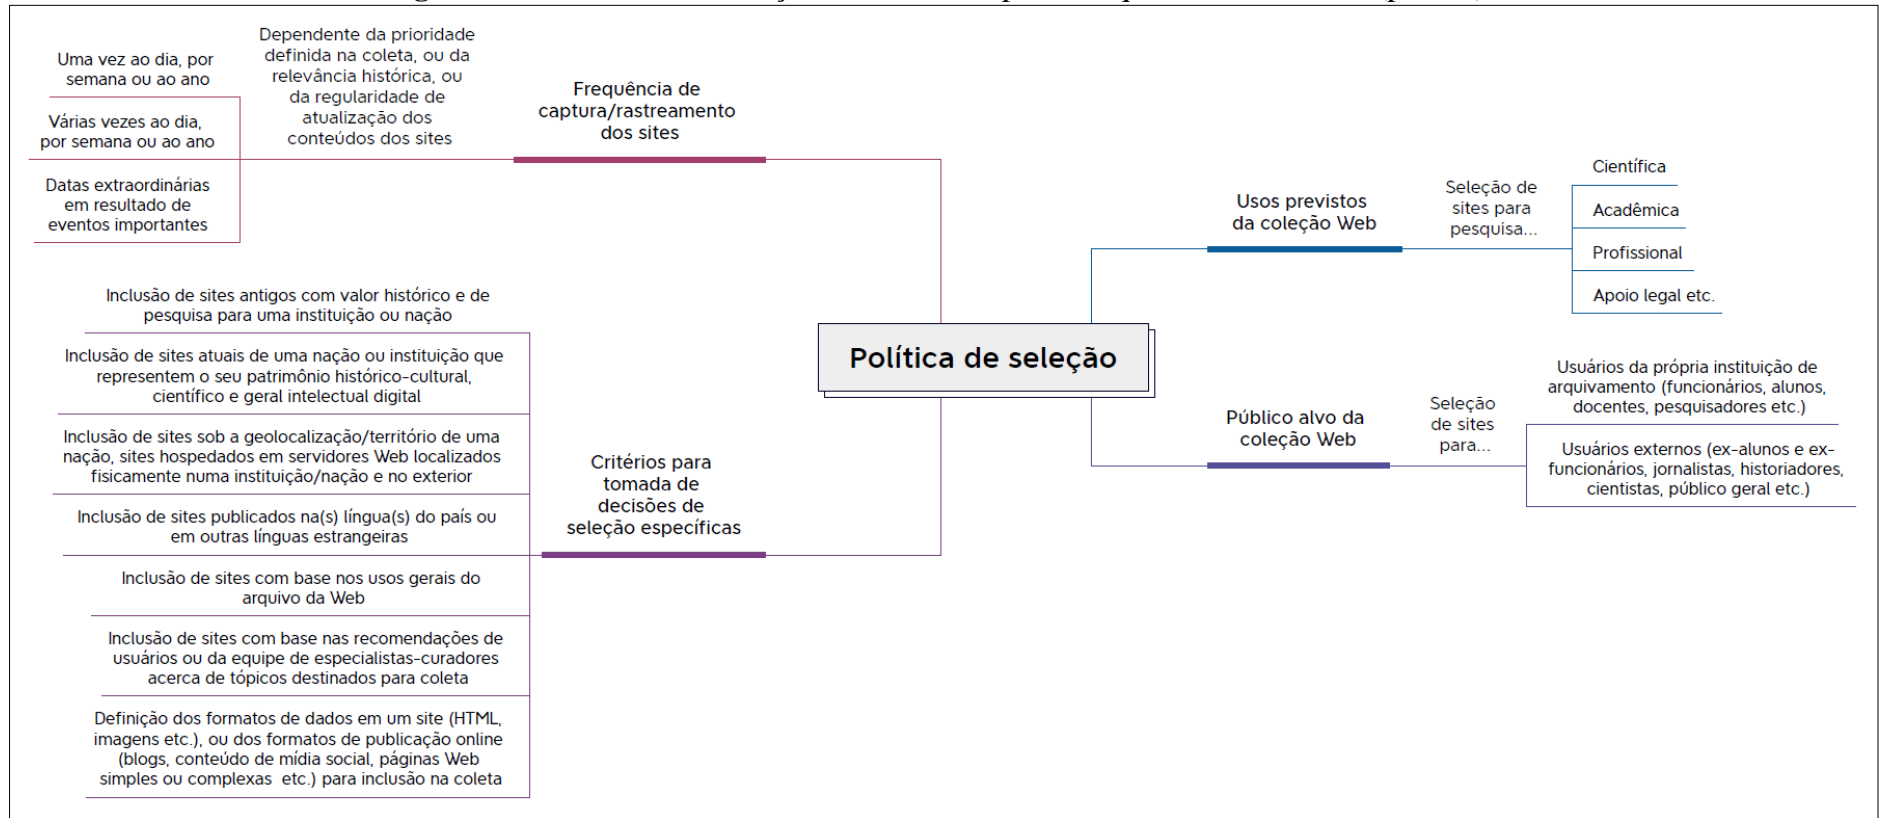 Uma vez ao dia, por
semana ou ao ano
Várias vezes ao dia,
por semana ou ao ano
Datas extraordinárias
em resultado de
eventos importantes
Dependente da prioridade
definida na coleta, ou da
relevância histórica, ou
da regularidade de
atualização dos
conteúdos dos sites
Frequência de
captura/rastreamento
dos sites
Inclusão de sites antigos com valor histórico e de
pesquisa para uma instituição ou nação
Inclusão de sites atuais de uma nação ou instituição que
representem o seu patrimônio histórico-cultural,
científico e geral intelectual digital
Inclusão de sites sob a geolocalização/território de uma
nação, sites hospedados em servidores Web localizados
fisicamente numa instituição/nação e no exterior
Inclusão de sites publicados na(s) língua(s) do país ou
em outras línguas estrangeiras
Inclusão de sites com base nos usos gerais do
arquivo da Web
Inclusão de sites com base nas recomendações de
usuários ou da equipe de especialistas-curadores
acerca de tópicos destinados para coleta
Definição dos formatos de dados em um site (HTML,
imagens etc.), ou dos formatos de publicação online
(blogs, conteúdo de mídia social, páginas Web
simples ou complexas etc.) para inclusão na coleta
Critérios para
tomada de
decisões de
seleção específicas
Política de seleção
Usos previstos
da coleção Web
Seleção de
sites para
pesquisa...
Científica
Acadêmica
Profissional
Apoio legal etc.
Público alvo da
coleção Web
Seleção
de sites
para...
Usuários da própria instituição de
arquivamento (funcionários, alunos,
docentes, pesquisadores etc.)
Usuários externos (ex-alunos e ex-
funcionários, jornalistas, historiadores,
cientistas, público geral etc.)